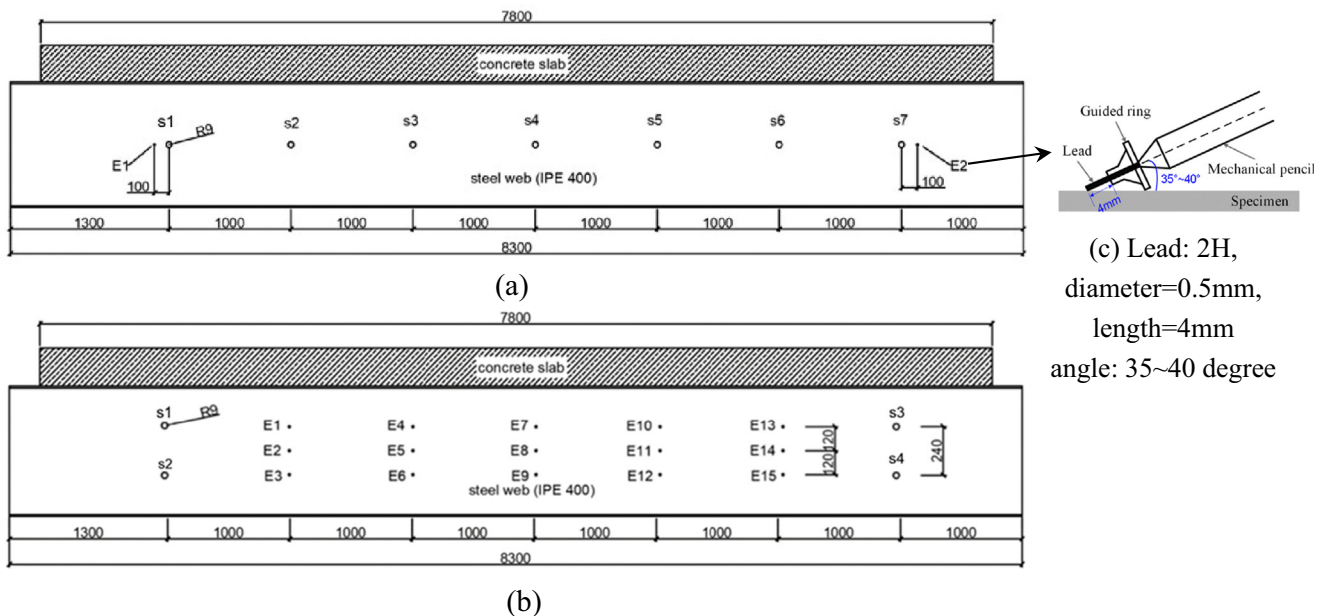 7800
concrete slab
s1
R9
s2
s3
s4
s5
s6
s7
E1
E2
100
100
steel web (IPE 400)
1300
1000
1000
1000
1000
1000
1000
8300
(a)
Guided ring
Lead
4mm
35°~40°
Mechanical pencil
Specimen
(c) Lead: 2H,
diameter=0.5mm,
length=4mm
angle: 35~40 degree
7800
concrete slab
s1
R9
s2
E1
E2
E3
E4
E5
E6
E7
E8
E9
E10
E11
E12
E13
E14
E15
120
120
s3
s4
240
steel web (IPE 400)
1300
1000
1000
1000
1000
1000
1000
8300
(b)